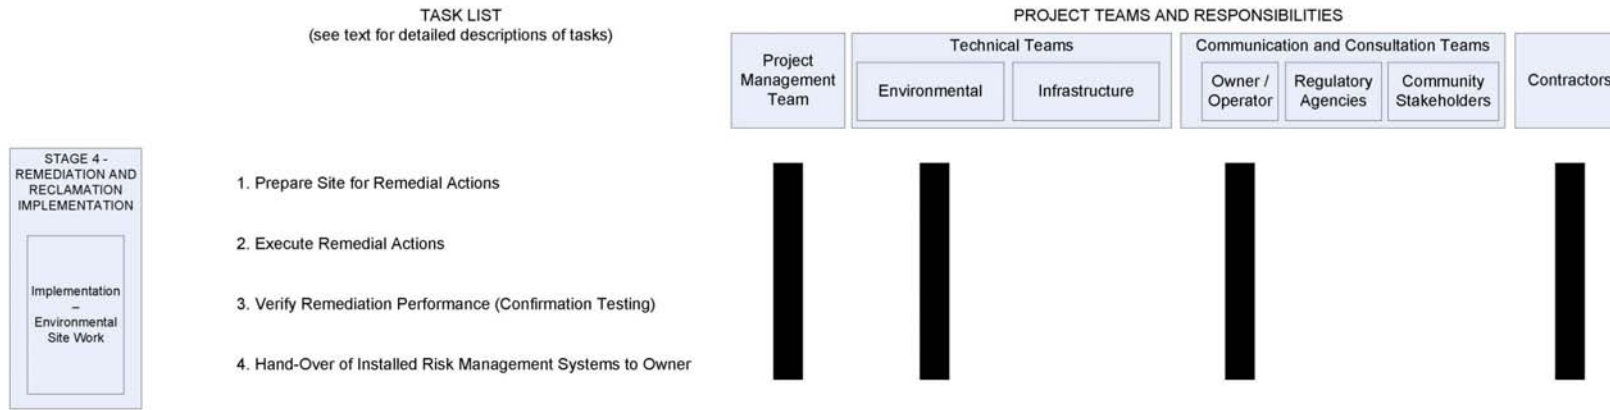 TASK LIST
(see text for detailed descriptions of tasks)
PROJECT TEAMS AND RESPONSIBILITIES
Project
Management
Team
Technical Teams
Environmental
Infrastructure
Communication and Consultation Teams
Owner /
Operator
Regulatory
Agencies
Community
Stakeholders
Contractors
STAGE 4 -
REMEDIATION AND
RECLAMATION
IMPLEMENTATION
Implementation
–
Environmental
Site Work
1. Prepare Site for Remedial Actions
2. Execute Remedial Actions
3. Verify Remediation Performance (Confirmation Testing)
4. Hand-Over of Installed Risk Management Systems to Owner